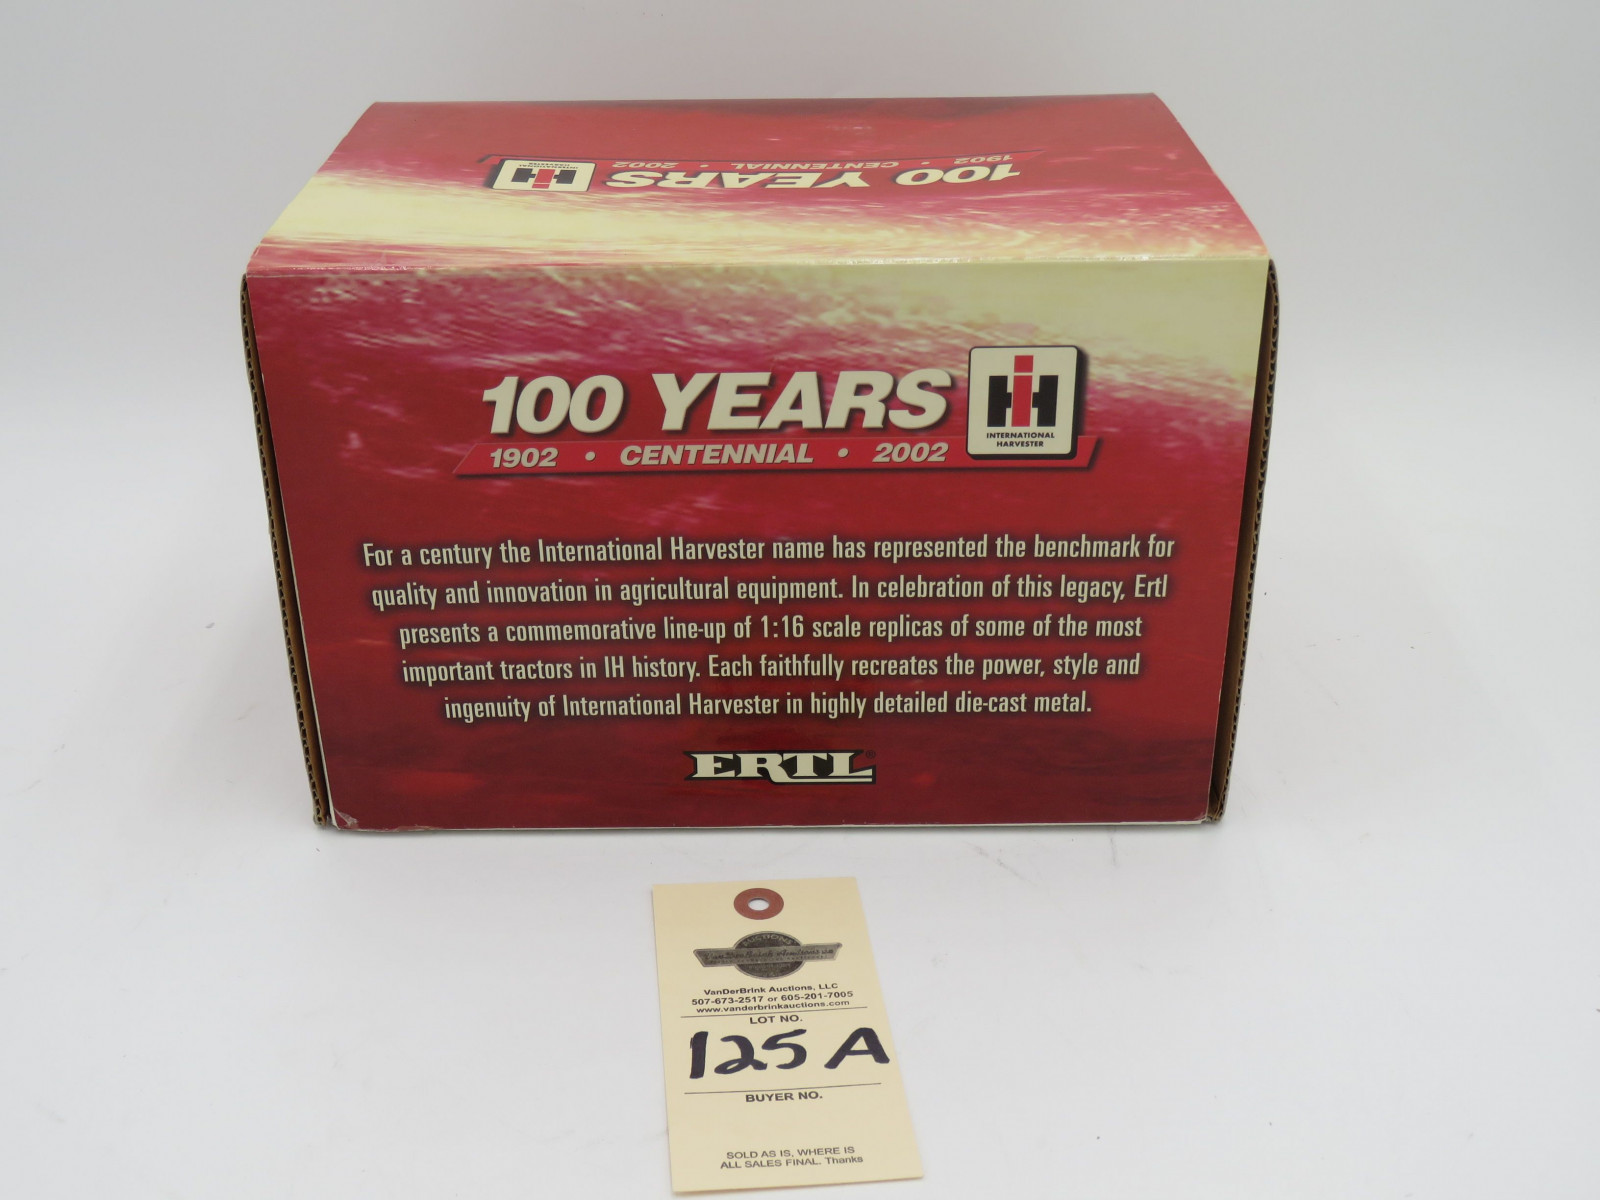 1902 • CENTENNIAL • 2002
100 YEARS
IH
INTERNATIONAL
HARVESTER
100 YEARS
IH
INTERNATIONAL
HARVESTER
1902 • CENTENNIAL • 2002
For a century the International Harvester name has represented the benchmark for
quality and innovation in agricultural equipment. In celebration of this legacy, Ertl
presents a commemorative line-up of 1:16 scale replicas of some of the most
important tractors in IH history. Each faithfully recreates the power, style and
ingenuity of International Harvester in highly detailed die-cast metal.
ERTL®
AUCTIONS
VanDerBrink Auctions
VanDerBrink Auctions, LLC
507-673-2517 or 605-201-7005
www.vanderbrinkauctions.com
LOT NO.
125 A
BUYER NO.
SOLD AS IS, WHERE IS
ALL SALES FINAL. Thanks